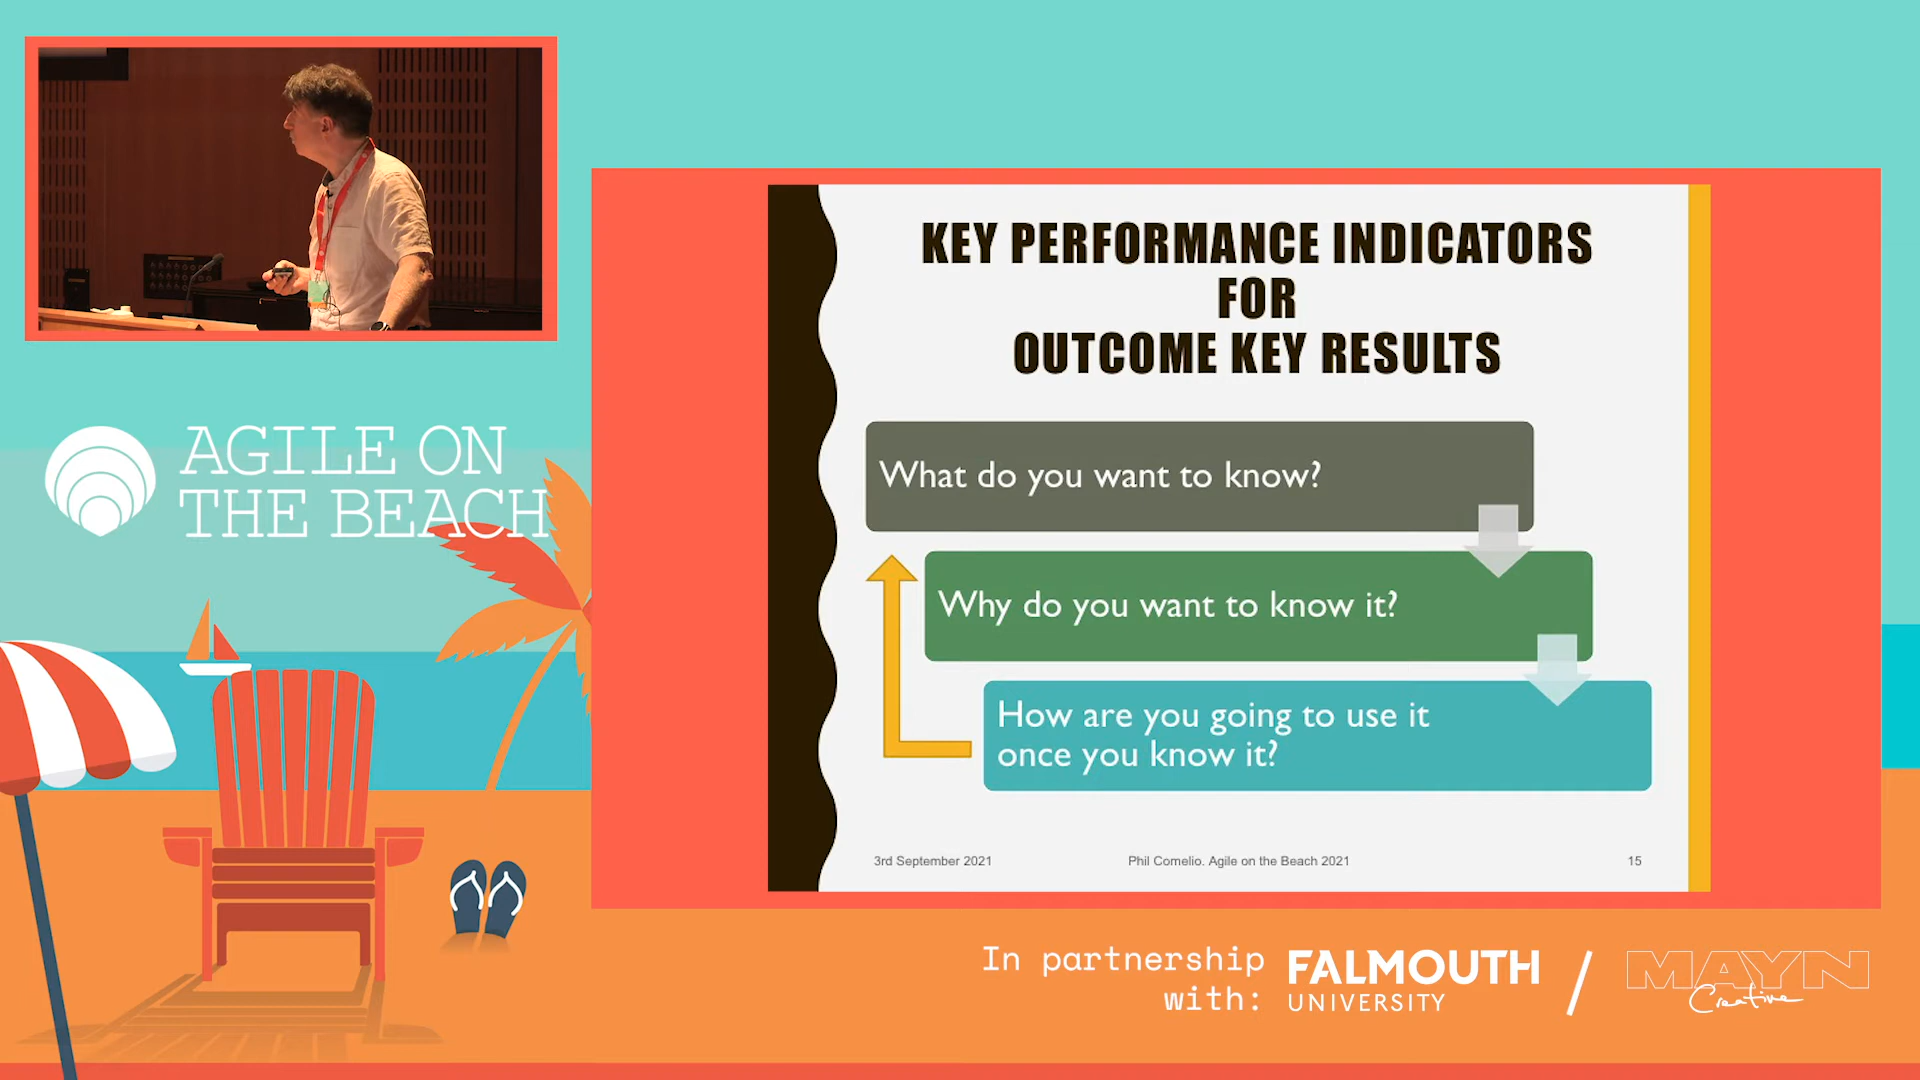 AGILE ON
THE BEACH
KEY PERFORMANCE INDICATORS
FOR
OUTCOME KEY RESULTS
What do you want to know?
Why do you want to know it?
How are you going to use it
once you know it?
3rd September 2021
Phil Comelio. Agile on the Beach 2021
15
In partnership
with:
FALMOUTH
UNIVERSITY
/
MAYN
Creative